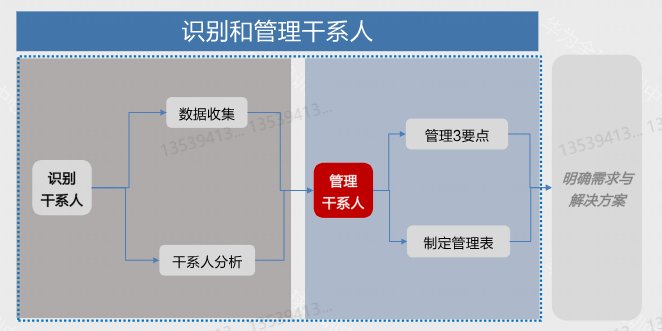 识别和管理干系人
数据收集
识别
干系人
干系人分析
管理
干系人
管理3要点
制定管理表
明确需求与
解决方案
13539413...
13539413...
13539413...
13539413...